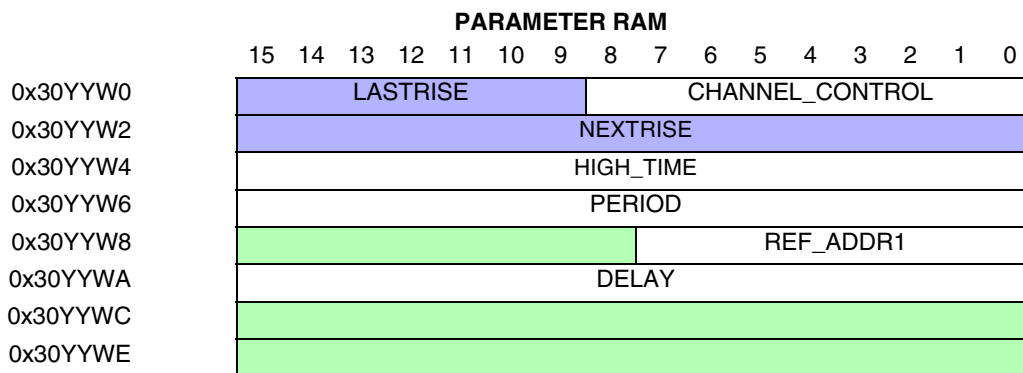 PARAMETER RAM
15 14 13 12 11 10 9 8 7 6 5 4 3 2 1 0
0x30YYW0 LASTRISE CHANNEL_CONTROL
0x30YYW2 NEXTRISE
0x30YYW4 HIGH_TIME
0x30YYW6 PERIOD
0x30YYW8 REF_ADDR1
0x30YYWA DELAY
0x30YYWC
0x30YYWE